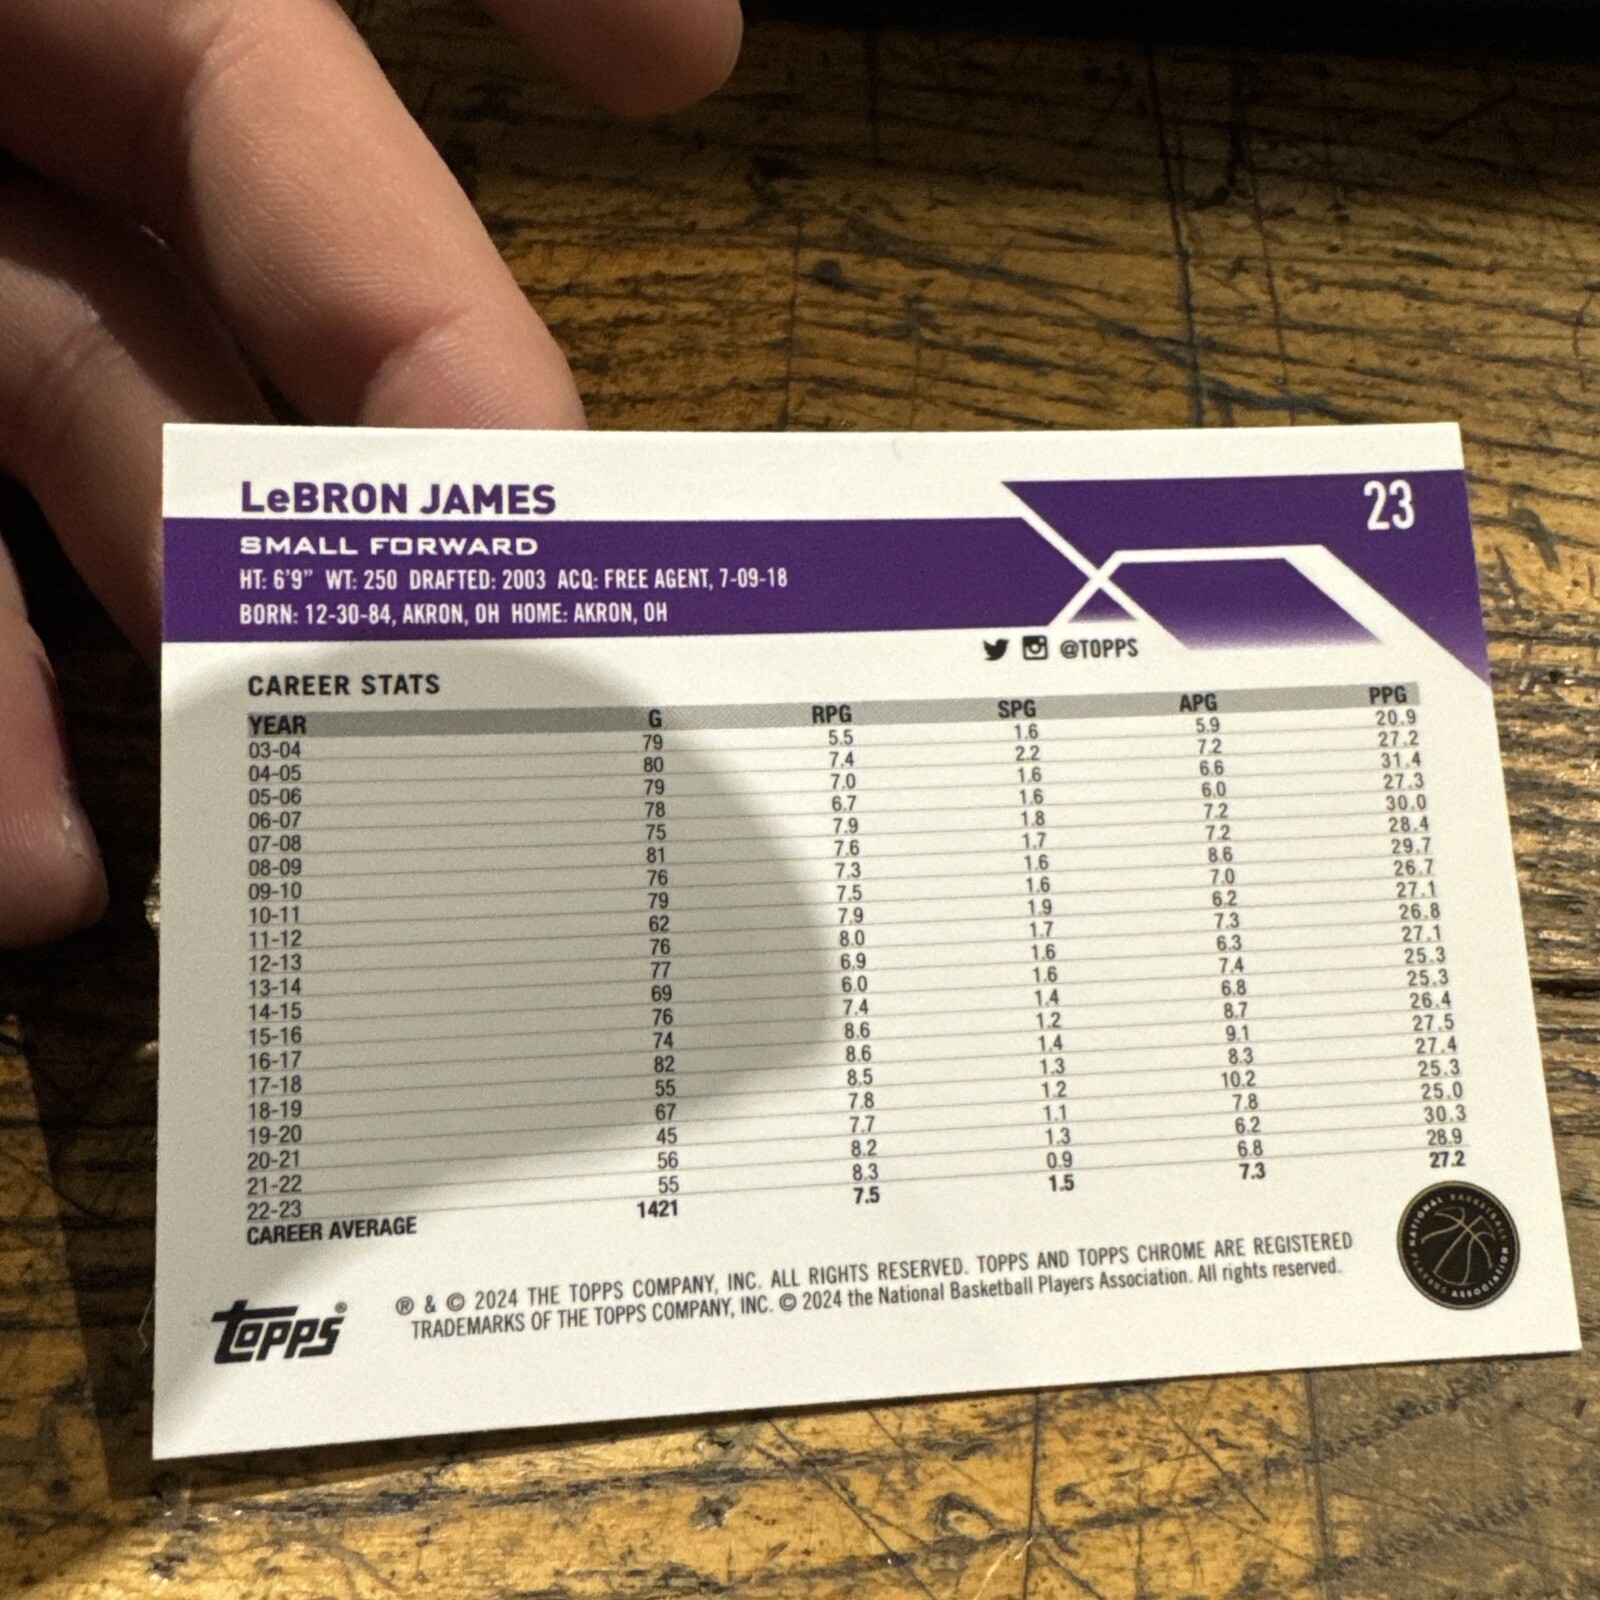 LeBRON JAMES
23
SMALL FORWARD
HT: 6'9" WT: 250 DRAFTED: 2003 ACQ: FREE AGENT, 7-09-18
BORN: 12-30-84, AKRON, OH HOME: AKRON, OH
@TOPPS
CAREER STATS
YEAR G RPG SPG APG PPG
03-04 79 5.5 1.6 5.9 20.9
04-05 80 7.4 2.2 7.2 27.2
05-06 79 7.0 1.6 6.6 31.4
06-07 78 6.7 1.6 6.0 27.3
07-08 75 7.9 1.8 7.2 30.0
08-09 81 7.6 1.7 7.2 28.4
09-10 76 7.3 1.6 8.6 29.7
10-11 79 7.5 1.6 7.0 26.7
11-12 62 7.9 1.9 6.2 27.1
12-13 76 8.0 1.7 7.3 26.8
13-14 77 6.9 1.6 6.3 27.1
14-15 69 6.0 1.6 7.4 25.3
15-16 76 7.4 1.4 6.8 25.3
16-17 74 8.6 1.2 8.7 26.4
17-18 82 8.6 1.4 9.1 27.5
18-19 55 8.5 1.3 8.3 27.4
19-20 67 7.8 1.2 10.2 25.3
20-21 45 7.7 1.1 7.8 25.0
21-22 56 8.2 1.3 6.2 30.3
22-23 55 8.3 0.9 6.8 28.9
CAREER AVERAGE 1421 7.5 1.5 7.3 27.2
NATIONAL BASKETBALL PLAYERS ASSOCIATION
Topps®
® & © 2024 THE TOPPS COMPANY, INC. ALL RIGHTS RESERVED. TOPPS AND TOPPS CHROME ARE REGISTERED
TRADEMARKS OF THE TOPPS COMPANY, INC. © 2024 the National Basketball Players Association. All rights reserved.